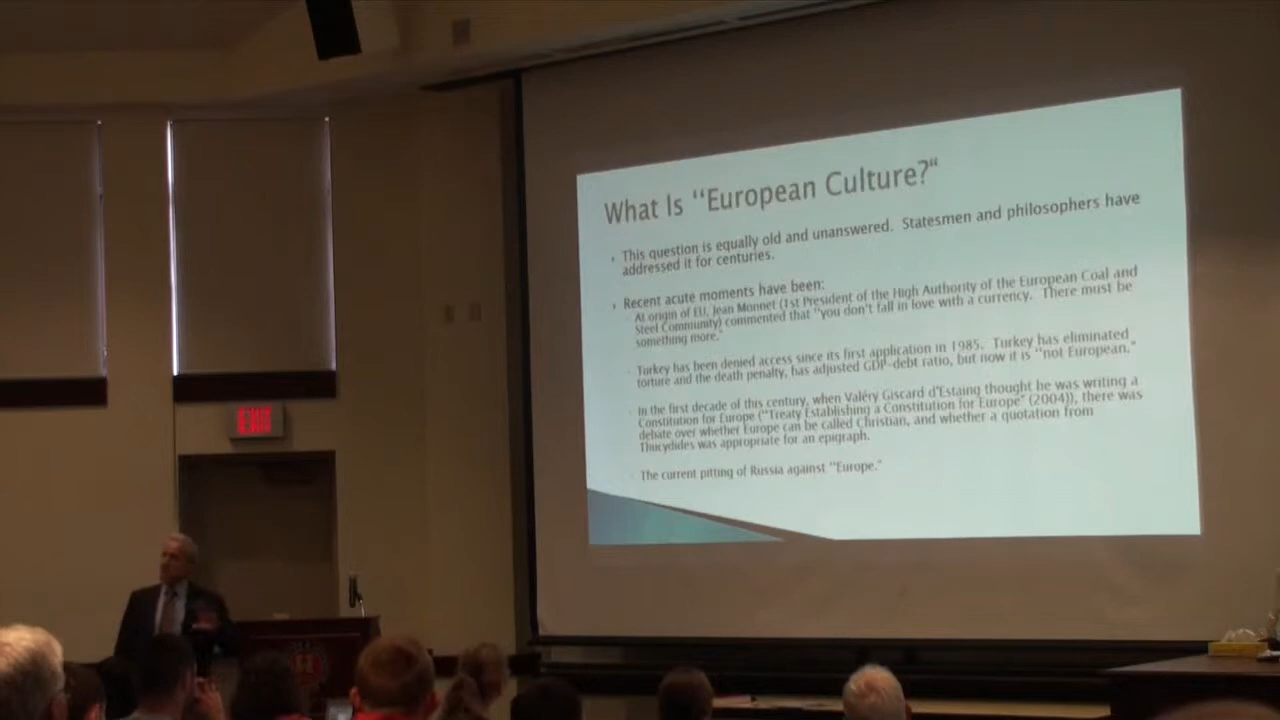 What Is “European Culture?“
This question is equally old and unanswered. Statesmen and philosophers have
addressed it for centuries.
Recent acute moments have been:
At origin of EU, Jean Monnet (1st President of the High Authority of the European Coal and
Steel Community) commented that “you don't fall in love with a currency. There must be
something more.”
Turkey has been denied access since its first application in 1985. Turkey has eliminated
torture and the death penalty, has adjusted GDP-debt ratio, but now it is “not European.”
In the first decade of this century, when Valéry Giscard d'Estaing thought he was writing a
Constitution for Europe (“Treaty Establishing a Constitution for Europe” (2004)), there was
debate over whether Europe can be called Christian, and whether a quotation from
Thucydides was appropriate for an epigraph.
The current pitting of Russia against “Europe.”
EXIT